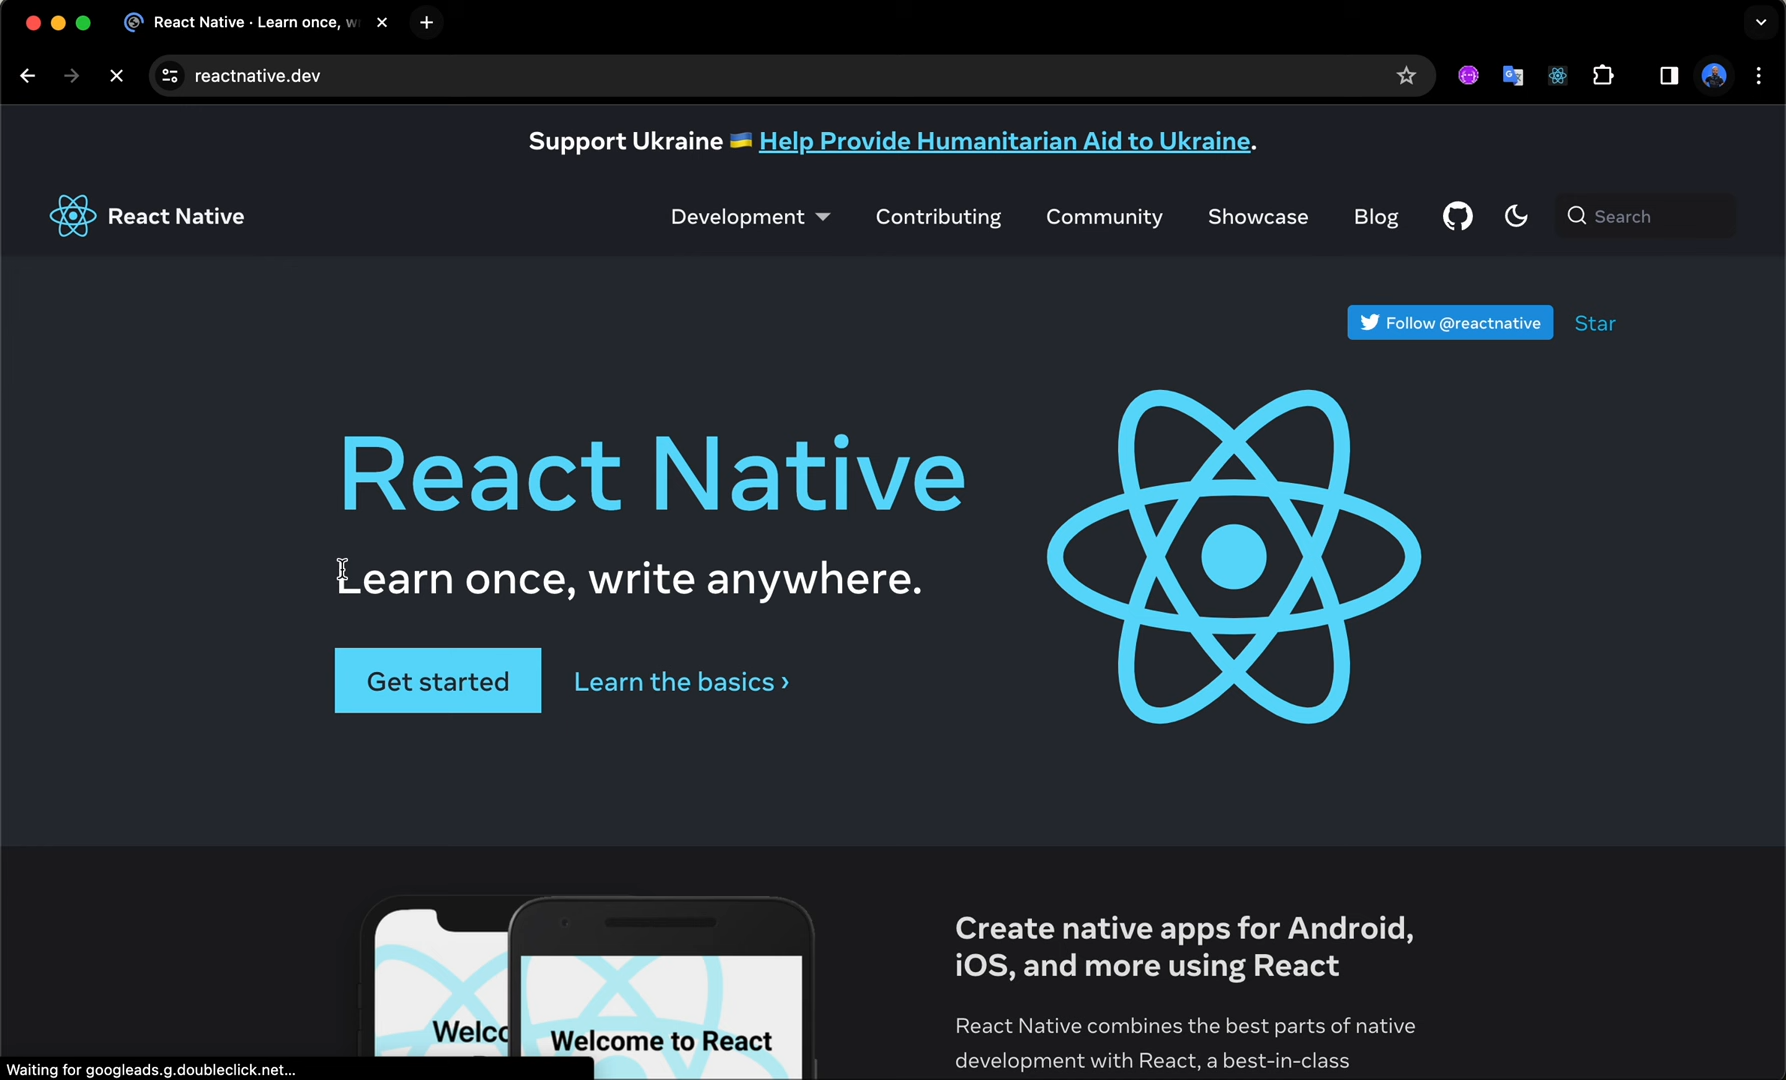 React Native · Learn once, w
reactnative.dev
Support Ukraine 🇺🇦 Help Provide Humanitarian Aid to Ukraine.
React Native
Development
Contributing
Community
Showcase
Blog
Search
Follow @reactnative
Star
React Native
Learn once, write anywhere.
Get started
Learn the basics ›
Create native apps for Android,
iOS, and more using React
React Native combines the best parts of native
development with React, a best-in-class
Welco
Welcome to React
Waiting for googleads.g.doubleclick.net...